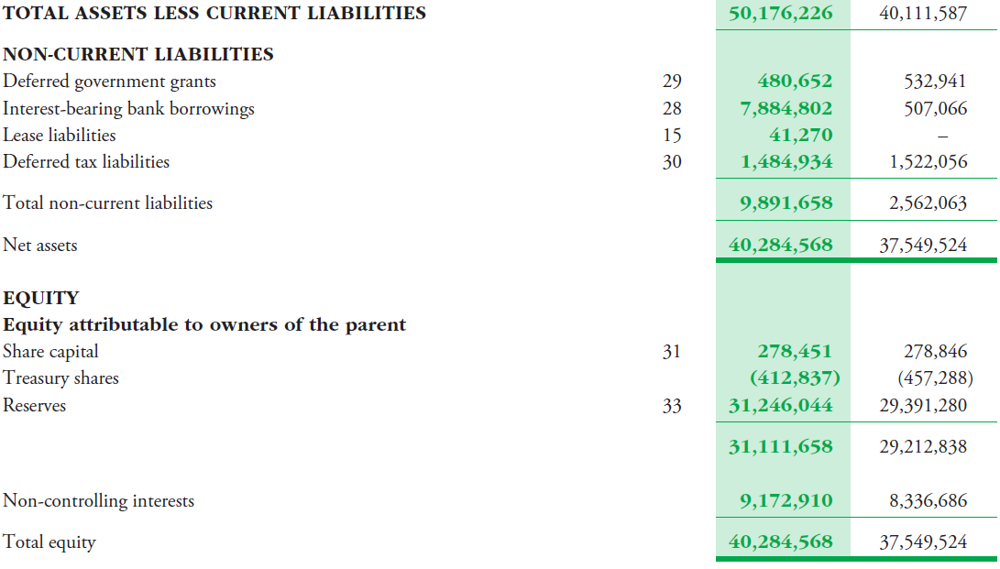 TOTAL ASSETS LESS CURRENT LIABILITIES 50,176,226 40,111,587
NON-CURRENT LIABILITIES
Deferred government grants 29 480,652 532,941
Interest-bearing bank borrowings 28 7,884,802 507,066
Lease liabilities 15 41,270 –
Deferred tax liabilities 30 1,484,934 1,522,056
Total non-current liabilities 9,891,658 2,562,063
Net assets 40,284,568 37,549,524
EQUITY
Equity attributable to owners of the parent
Share capital 31 278,451 278,846
Treasury shares (412,837) (457,288)
Reserves 33 31,246,044 29,391,280
31,111,658 29,212,838
Non-controlling interests 9,172,910 8,336,686
Total equity 40,284,568 37,549,524